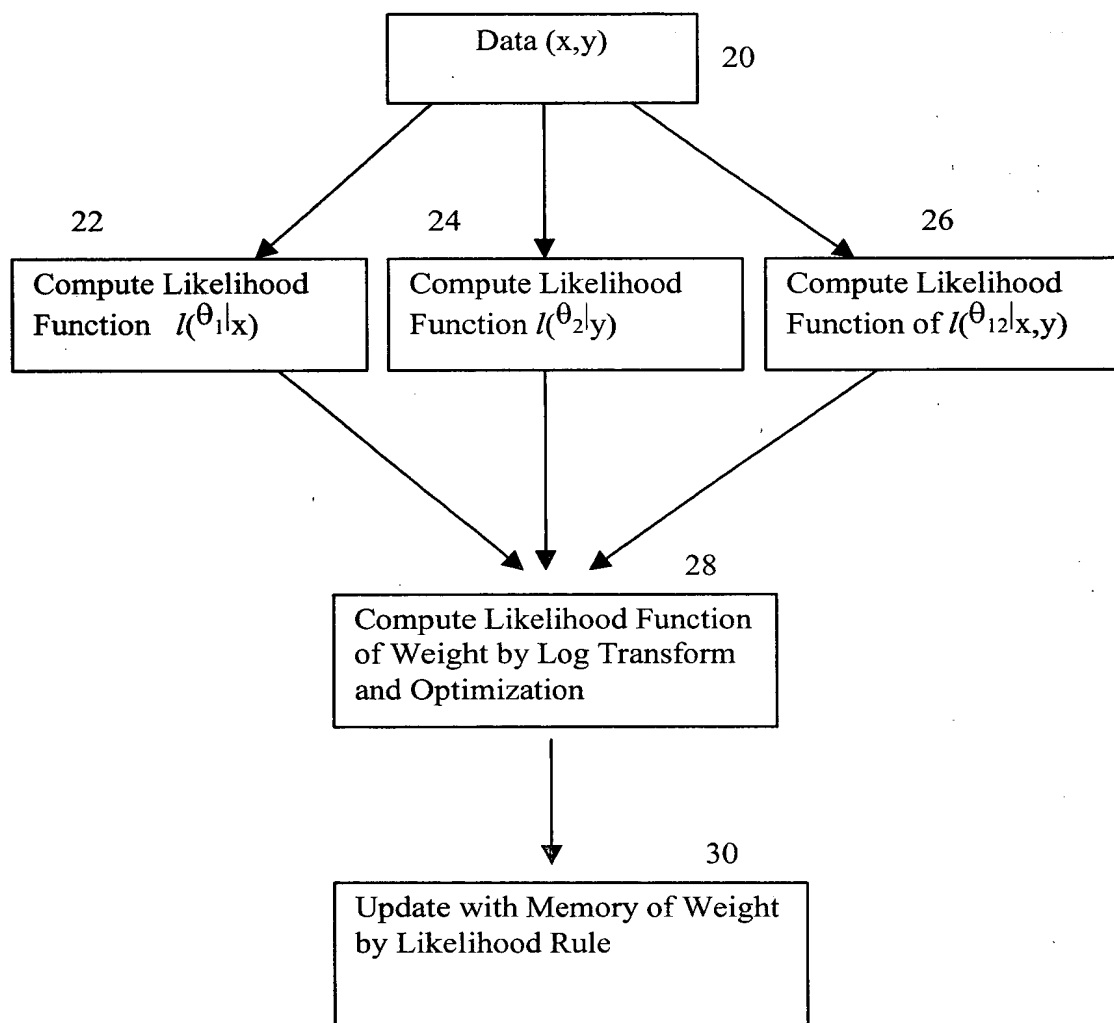 Data (x,y)
20
22
24
26
Compute Likelihood
Function l(θ1|x)
Compute Likelihood
Function l(θ2|y)
Compute Likelihood
Function of l(θ12|x,y)
28
Compute Likelihood Function
of Weight by Log Transform
and Optimization
30
Update with Memory of Weight
by Likelihood Rule